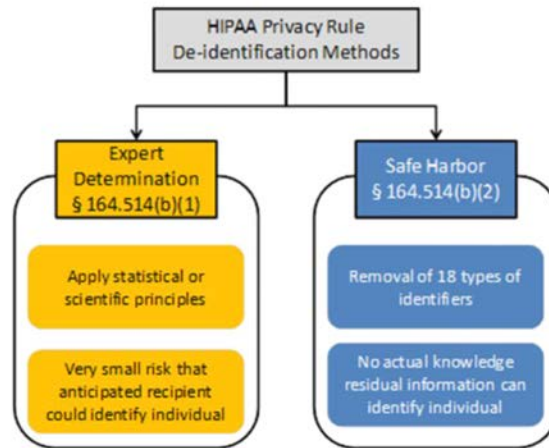 HIPAA Privacy Rule
De-identification Methods
Expert
Determination
§ 164.514(b)(1)
Apply statistical or
scientific principles
Very small risk that
anticipated recipient
could identify individual
Safe Harbor
§ 164.514(b)(2)
Removal of 18 types of
identifiers
No actual knowledge
residual information can
identify individual